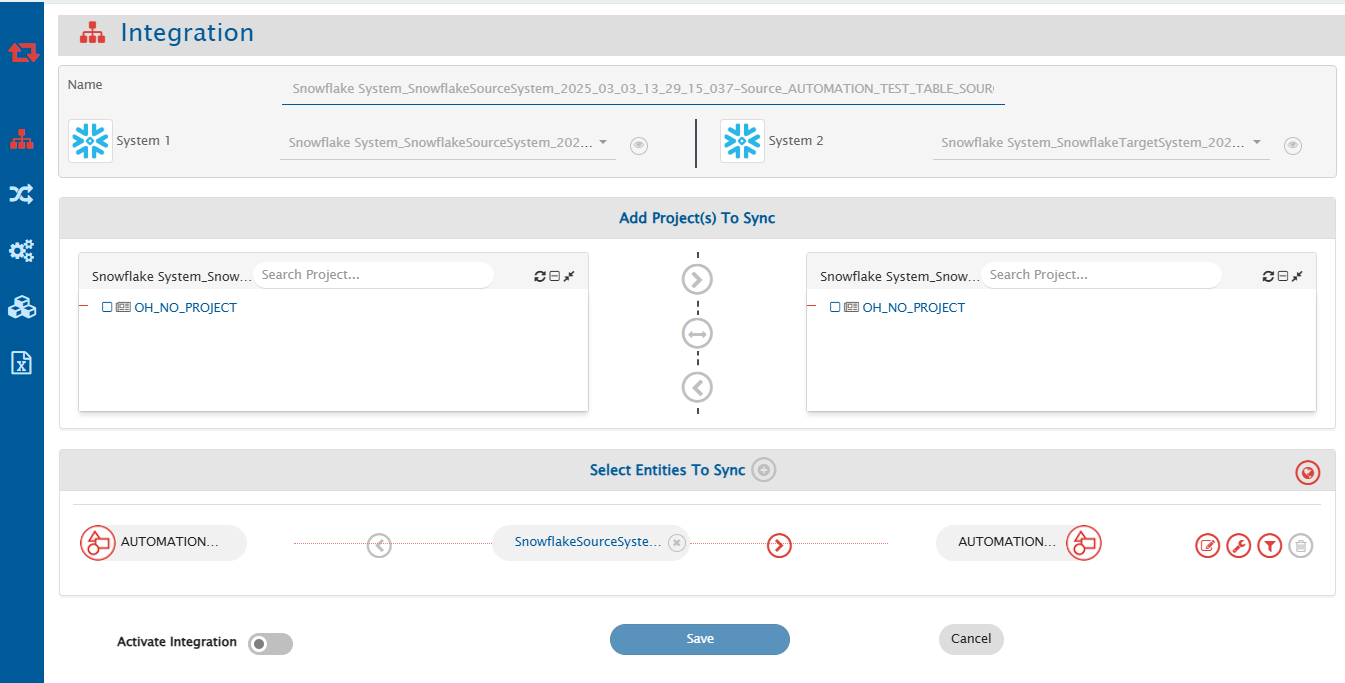 Integration
Name
Snowflake System_SnowflakeSourceSystem_2025_03_03_13_29_15_037-Source_AUTOMATION_TEST_TABLE_SOUR
System 1
Snowflake System_SnowflakeSourceSystem_202...
System 2
Snowflake System_SnowflakeTargetSystem_202...
Add Project(s) To Sync
Snowflake System_Snow...
Search Project...
Snowflake System_Snow...
Search Project...
OH_NO_PROJECT
OH_NO_PROJECT
Select Entities To Sync
AUTOMATION...
SnowflakeSourceSyste...
AUTOMATION...
Activate Integration
Save
Cancel